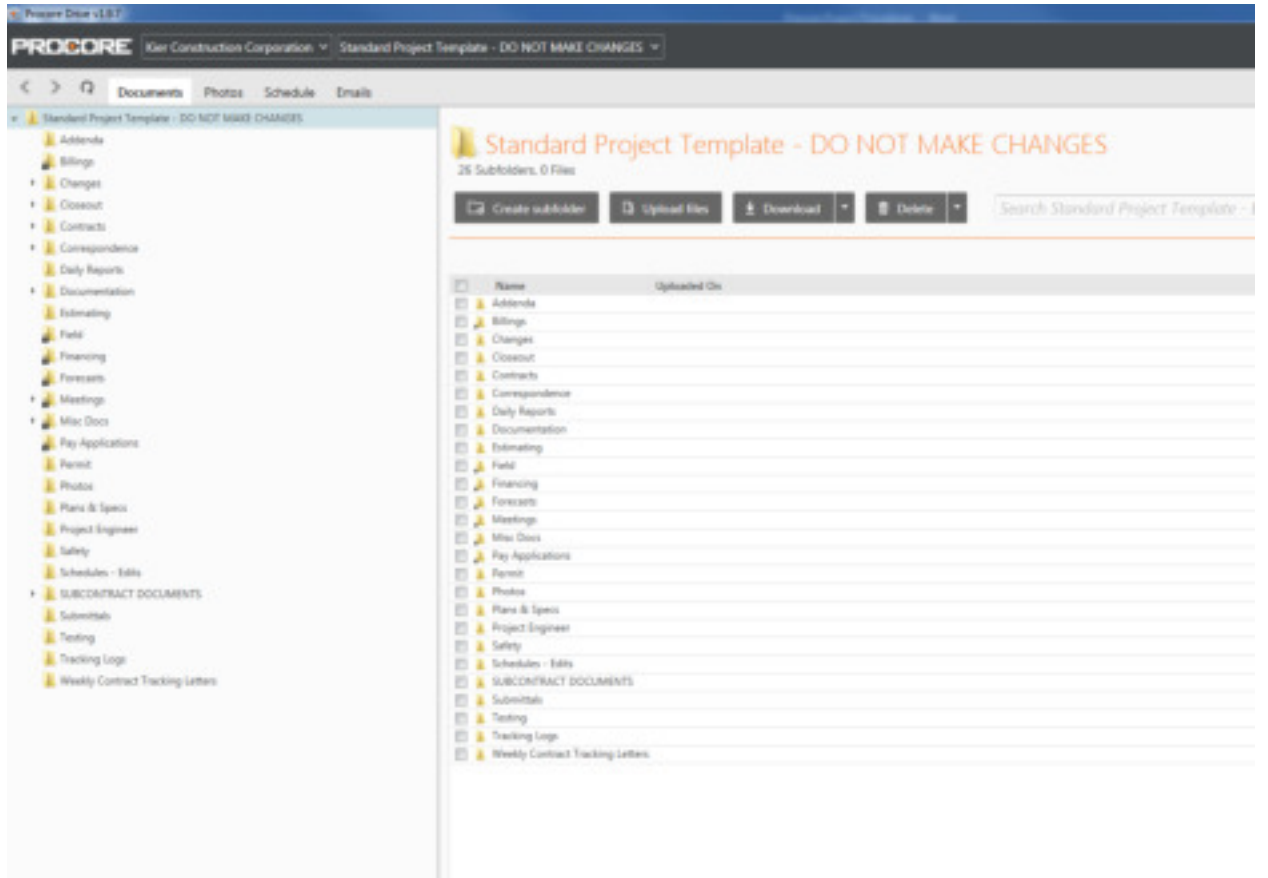 Procore Drive v1.8.7
PROCORE Kier Construction Corporation Standard Project Template - DO NOT MAKE CHANGES
Documents Photos Schedule Emails
Standard Project Template - DO NOT MAKE CHANGES
Addenda
Billings
Changes
Closeout
Contracts
Correspondence
Daily Reports
Documentation
Estimating
Field
Financing
Forecasts
Meetings
Misc Docs
Pay Applications
Permit
Photos
Plans & Specs
Project Engineer
Safety
Schedules - Edits
SUBCONTRACT DOCUMENTS
Submittals
Testing
Tracking Logs
Weekly Contract Tracking Letters
Standard Project Template - DO NOT MAKE CHANGES
26 Subfolders, 0 Files
Create subfolder Upload files Download Delete Search Standard Project Template -
Name Uploaded On
Addenda
Billings
Changes
Closeout
Contracts
Correspondence
Daily Reports
Documentation
Estimating
Field
Financing
Forecasts
Meetings
Misc Docs
Pay Applications
Permit
Photos
Plans & Specs
Project Engineer
Safety
Schedules - Edits
SUBCONTRACT DOCUMENTS
Submittals
Testing
Tracking Logs
Weekly Contract Tracking Letters